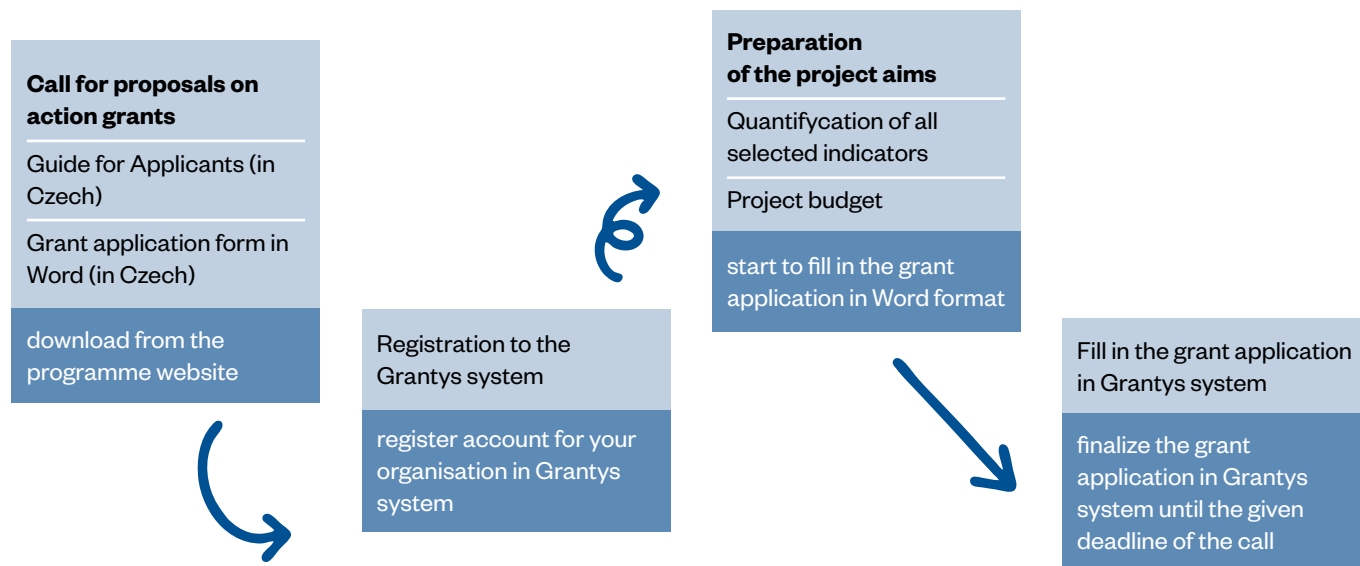 Call for proposals on
action grants
Guide for Applicants (in
Czech)
Grant application form in
Word (in Czech)
download from the
programme website
Registration to the
Grantys system
register account for your
organisation in Grantys
system
Preparation
of the project aims
Quantifycation of all
selected indicators
Project budget
start to fill in the grant
application in Word format
Fill in the grant application
in Grantys system
finalize the grant
application in Grantys
system until the given
deadline of the call